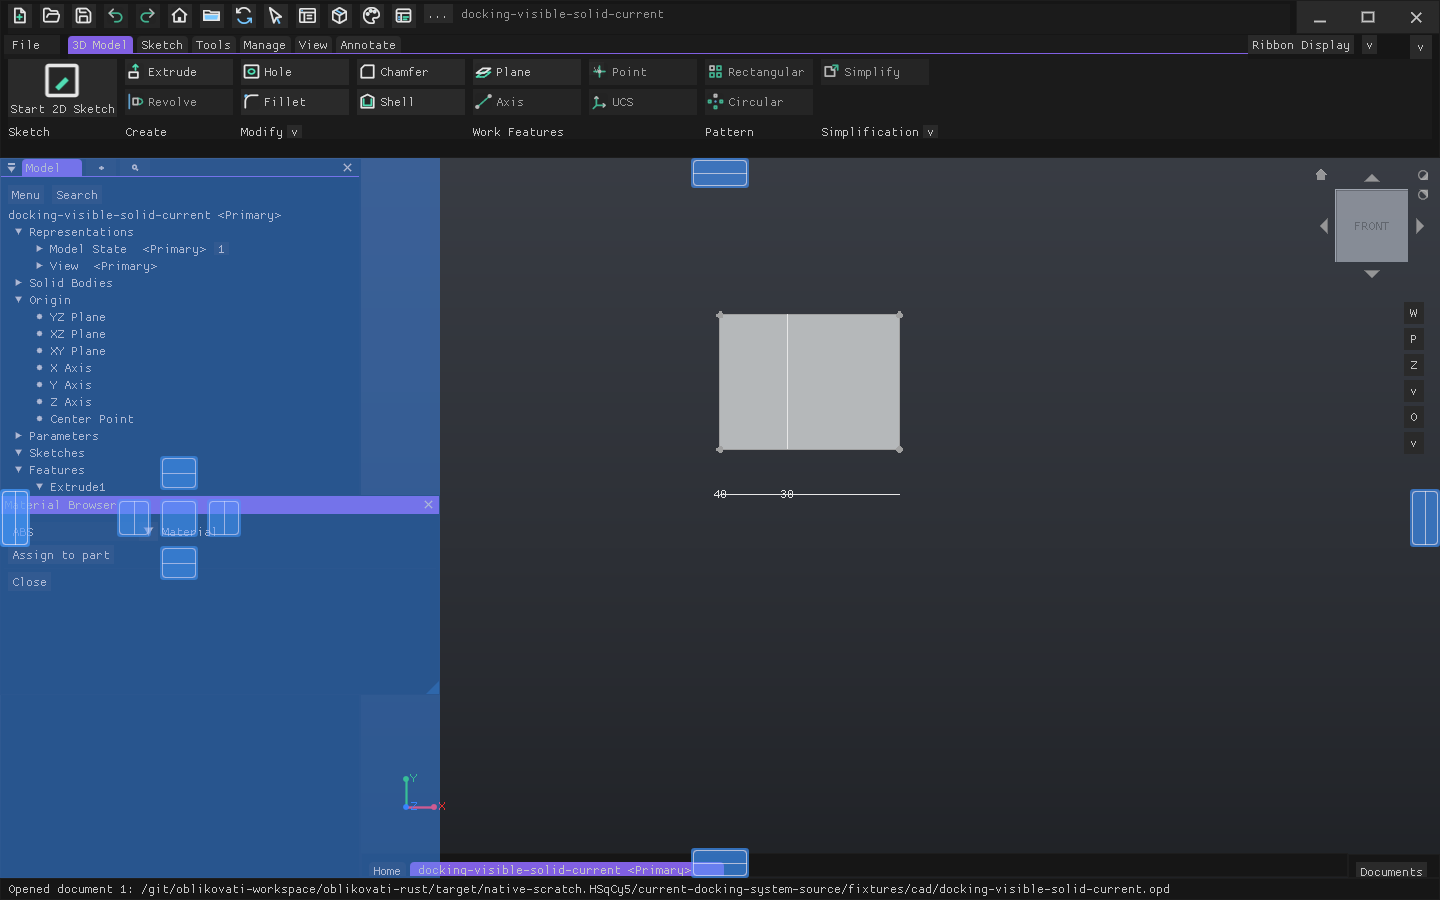 ... docking-visible-solid-current
File 3D Model Sketch Tools Manage View Annotate Ribbon Display v v
Start 2D Sketch Extrude Hole Chamfer Plane Point Rectangular Simplify
Revolve Fillet Shell Axis UCS Circular
Sketch Create Modify v Work Features Pattern Simplification v
Model
Menu Search
docking-visible-solid-current <Primary>
Representations
Model State <Primary> 1
View <Primary>
Solid Bodies
Origin
YZ Plane
XZ Plane
XY Plane
X Axis
Y Axis
Z Axis
Center Point
Parameters
Sketches
Features
Extrude1
Material Browser
ABS Material
Assign to part
Close
FRONT
W
P
Z
v
O
v
40 30
Y
Z X
Home docking-visible-solid-current <Primary> Documents
Opened document 1: /git/oblikovati-workspace/oblikovati-rust/target/native-scratch.HSqCy5/current-docking-system-source/fixtures/cad/docking-visible-solid-current.opd